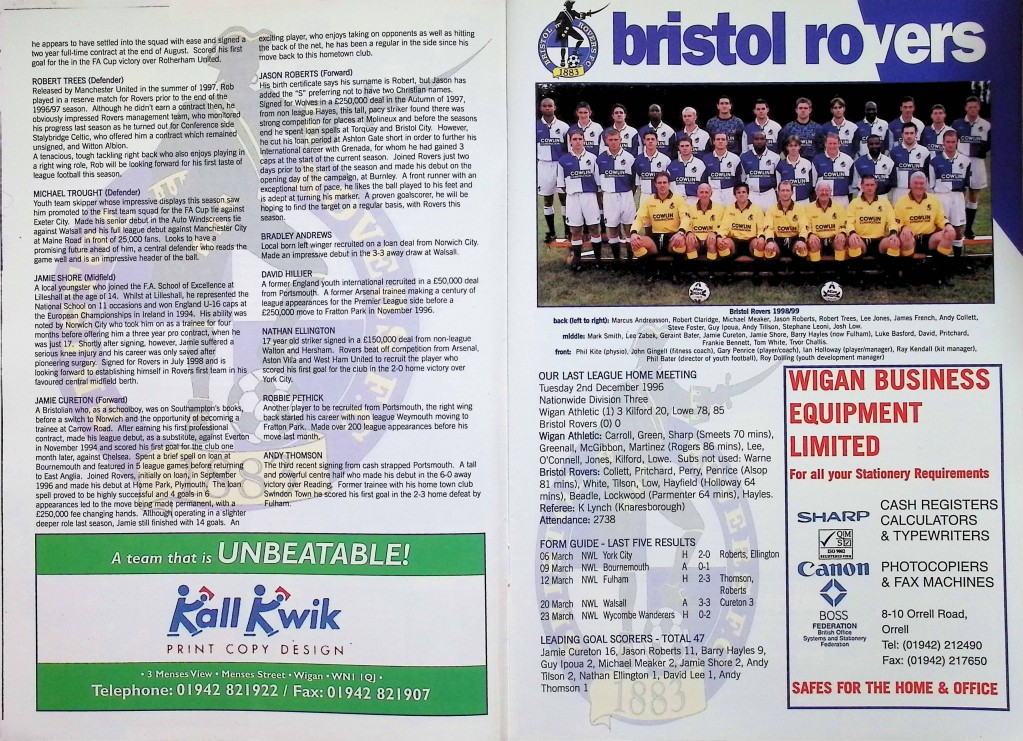 he appears to have settled into the squad with ease and signed a
two year full-time contract at the end of August. Scored his first
goal for the in the FA Cup victory over Rotherham United.
ROBERT TREES (Defender)
Released by Manchester United in the summer of 1997, Rob
played in a reserve match for Rovers prior to the end of the
1996/97 season. Although he didn't earn a contract then, he
obviously impressed Rovers management team, who monitored
his progress last season as he turned out for Conference side
Stalybridge Celtic, who offered him a contract which remained
unsigned, and Witton Albion.
A tenacious, tough tackling right back who also enjoys playing in
a right wing role, Rob will be looking forward for his first taste of
league football this season.
MICHAEL TROUGHT (Defender)
Youth team skipper whose impressive displays this season saw
him promoted to the First team squad for the FA Cup tie against
Exeter City. Made his senior debut in the Auto Windscreens tie
against Walsall and his full league debut against Manchester City
at Maine Road in front of 25,000 fans. Looks to have a
promising future ahead of him, a central defender who reads the
game well and is an impressive header of the ball.
JAMIE SHORE (Midfield)
A local youngster who joined the F.A. School of Excellence at
Lilleshall at the age of 14. Whilst at Lilleshall, he represented the
National School on 11 occasions and won England U-16 caps at
the European Championships in Ireland in 1994. His ability was
noted by Norwich City who took him on as a trainee for four
months before offering him a three year pro contract, when he
was just 17. Shortly after signing, however, Jamie suffered a
serious knee injury and his career was only saved after
pioneering surgery. Signed for Rovers in July 1998 and is
looking forward to establishing himself in Rovers first team in his
favoured central midfield berth.
JAMIE CURETON (Forward)
A Bristolian who, as a schoolboy, was on Southampton's books,
before a switch to Norwich and the opportunity of becoming a
trainee at Carrow Road. After earning his first professional
contract, made his league debut, as a substitute, against Everton
in November 1994 and scored his first goal for the club one
month later, against Chelsea. Spent a brief spell on loan at
Bournemouth and featured in 5 league games before returning
to East Anglia. Joined Rovers, initially on loan, in September
1996 and made his debut at Home Park, Plymouth. The loan
spell proved to be highly successful and 4 goals in 6
appearances led to the move being made permanent, with a
£250,000 fee changing hands. Although operating in a slighter
deeper role last season, Jamie still finished with 14 goals. An
exciting player, who enjoys taking on opponents as well as hitting
the back of the net, he has been a regular in the side since his
move back to this hometown club.
JASON ROBERTS (Forward)
His birth certificate says his surname is Robert, but Jason has
added the "S" preferring not to have two Christian names.
Signed for Wolves in a £250,000 deal in the Autumn of 1997,
from non league Hayes, this tall, pacy striker found there was
strong competition for places at Molineux and before the seasons
end he spent loan spells at Torquay and Bristol City. However,
he cut his loan period at Ashton Gate short in order to further his
international career with Grenada, for whom he had gained 3
caps at the start of the current season. Joined Rovers just two
days prior to the start of the season and made his debut on the
opening day of the campaign, at Burnley. A front runner with an
exceptional turn of pace, he likes the ball played to his feet and
is adept at turning his marker. A proven goalscorer, he will be
hoping to find the target on a regular basis, with Rovers this
season.
BRADLEY ANDREWS
Local born left winger recruited on a loan deal from Norwich City.
Made an impressive debut in the 3-3 away draw at Walsall.
DAVID HILLIER
A former England youth international recruited in a £50,000 deal
from Portsmouth. A former Arsenal trainee making a century of
league appearances for the Premier League side before a
£250,000 move to Fratton Park in November 1996.
NATHAN ELLINGTON
17 year old striker signed in a £150,000 deal from non-league
Walton and Hersham. Rovers beat off competition from Arsenal,
Aston Villa and West Ham United to recruit the player who
scored his first goal for the club in the 2-0 home victory over
York City.
ROBBIE PETHICK
Another player to be recruited from Portsmouth, the right wing
back started his career with non league Weymouth moving to
Fratton Park. Made over 200 league appearances before his
move last month.
ANDY THOMSON
The third recent signing from cash strapped Portsmouth. A tall
and powerful centre half who made his debut in the 6-0 away
victory over Reading. Former trainee with his home town club
Swindon Town he scored his first goal in the 2-3 home defeat by
Fulham.
A team that is UNBEATABLE!
Kall Kwik
PRINT COPY DESIGN
• 3 Menses View • Menses Street • Wigan • WN1 1QJ •
Telephone: 01942 821922 / Fax: 01942 821907
bristol rovers
BRISTOL ROVERS F.C.
1883
Bristol Rovers 1998/99
back (left to right): Marcus Andreasson, Robert Claridge, Michael Meaker, Jason Roberts, Robert Trees, Lee Jones, James French, Andy Collett,
Steve Foster, Guy Ipoua, Andy Tillson, Stephane Leoni, Josh Low.
middle: Mark Smith, Lee Zabek, Geraint Bater, Jamie Cureton, Jamie Shore, Barry Hayles (now Fulham), Luke Basford, David, Pritchard,
Frankie Bennett, Tom White, Trvor Challis.
front: Phil Kite (physio), John Gingell (fitness coach), Gary Pennice (player/coach), Ian Holloway (player/manager), Ray Kendall (kit manager),
Phil Bater (director of youth football), Roy Dolling (youth development manager)
OUR LAST LEAGUE HOME MEETING
Tuesday 2nd December 1996
Nationwide Division Three
Wigan Athletic (1) 3 Kilford 20, Lowe 78, 85
Bristol Rovers (0) 0
Wigan Athletic: Carroll, Green, Sharp (Smeets 70 mins),
Greenall, McGibbon, Martinez (Rogers 86 mins), Lee,
O'Connell, Jones, Kilford, Lowe. Subs not used: Warne
Bristol Rovers: Collett, Pritchard, Perry, Penrice (Alsop
81 mins), White, Tilson, Low, Hayfield (Holloway 64
mins), Beadle, Lockwood (Parmenter 64 mins), Hayles.
Referee: K Lynch (Knaresborough)
Attendance: 2738
FORM GUIDE - LAST FIVE RESULTS
06 March NWL York City H 2-0 Roberts, Ellington
09 March NWL Bournemouth A 0-1
12 March NWL Fulham H 2-3 Thomson,
Roberts
20 March NWL Walsall A 3-3 Cureton 3
23 March NWL Wycombe Wanderers H 0-2
LEADING GOAL SCORERS - TOTAL 47
Jamie Cureton 16, Jason Roberts 11, Barry Hayles 9,
Guy Ipoua 2, Michael Meaker 2, Jamie Shore 2, Andy
Tilson 2, Nathan Ellington 1, David Lee 1, Andy
Thomson 1
WIGAN BUSINESS
EQUIPMENT
LIMITED
For all your Stationery Requirements
SHARP
CASH REGISTERS
CALCULATORS
& TYPEWRITERS
QM
ISO 9002
REGISTERED FIRM
Canon
PHOTOCOPIERS
& FAX MACHINES
BOSS
FEDERATION
British Office
Systems and Stationery
Federation
8-10 Orrell Road,
Orrell
Tel: (01942) 212490
Fax: (01942) 217650
SAFES FOR THE HOME & OFFICE